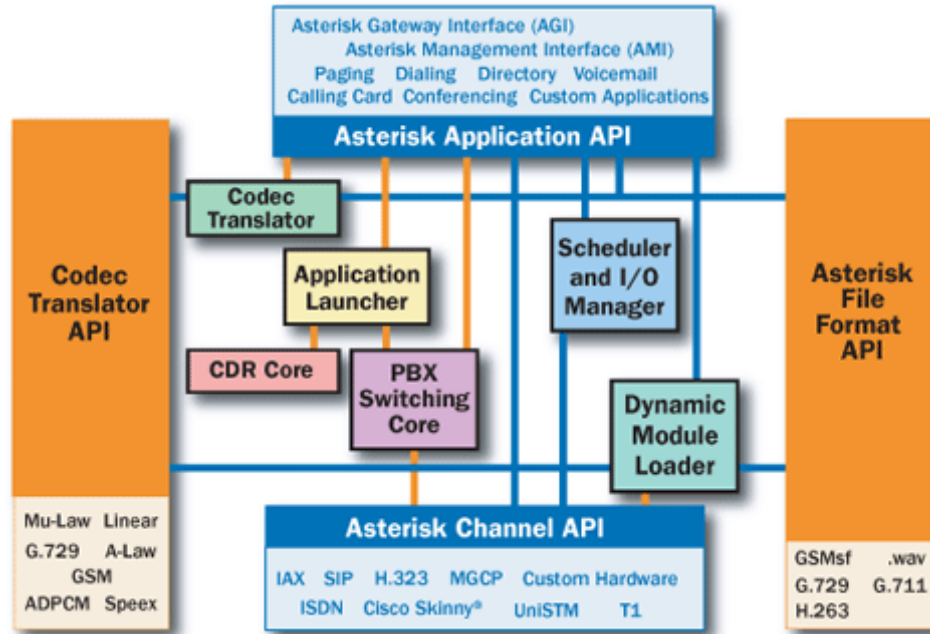 Asterisk Gateway Interface (AGI)
Asterisk Management Interface (AMI)
Paging Dialing Directory Voicemail
Calling Card Conferencing Custom Applications
Asterisk Application API
Codec
Translator
API
Mu-Law Linear
G.729 A-Law
GSM
ADPCM Speex
Codec
Translator
Application
Launcher
CDR Core
PBX
Switching
Core
Scheduler
and I/O
Manager
Dynamic
Module
Loader
Asterisk
File
Format
API
GSMsf .wav
G.729 G.711
H.263
Asterisk Channel API
IAX SIP H.323 MGCP Custom Hardware
ISDN Cisco Skinny® UniSTM T1